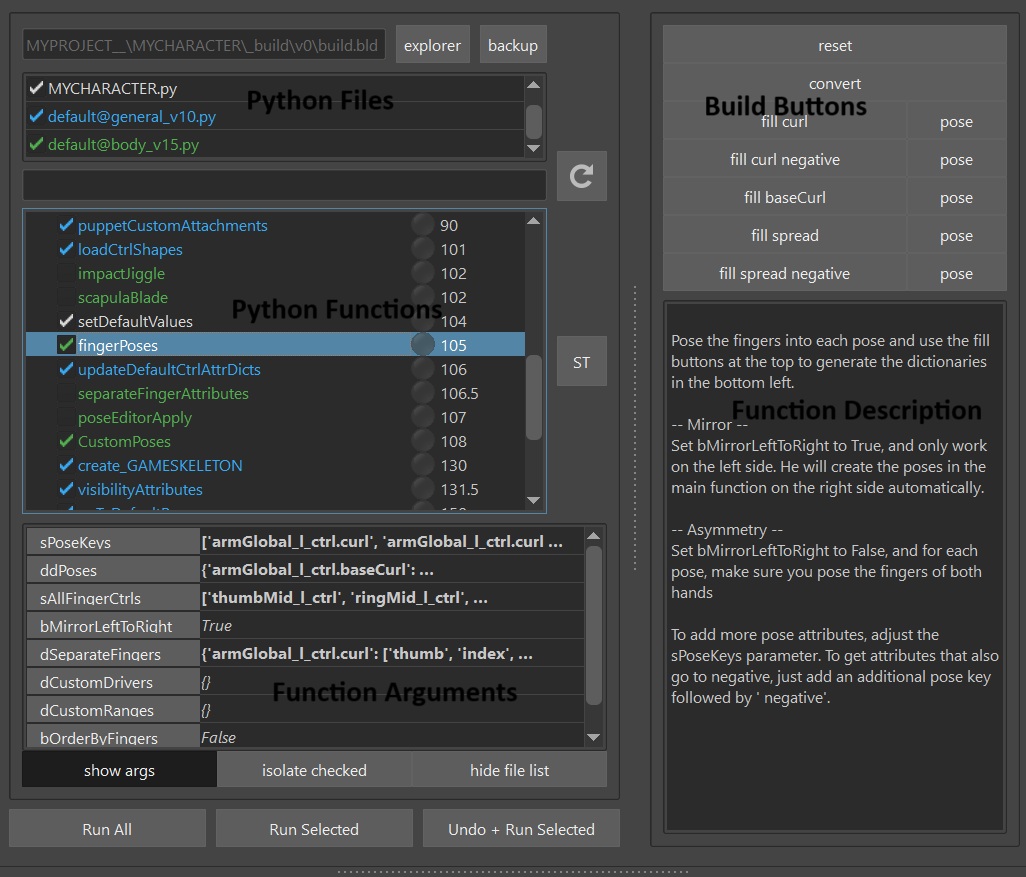 MYPROJECT__\MYCHARACTER\_build\v0\build.bld
explorer
backup
MYCHARACTER.py
default@general_v10.py
default@body_v15.py
Python Files
puppetCustomAttachments 90
loadCtrlShapes 101
impactJiggle 102
scapulaBlade 102
setDefaultValues 104
fingerPoses 105
updateDefaultCtrlAttrDicts 106
separateFingerAttributes 106.5
poseEditorApply 107
CustomPoses 108
create_GAMESKELETON 130
visibilityAttributes 131.5
Python Functions
ST
sPoseKeys ['armGlobal_l_ctrl.curl', 'armGlobal_l_ctrl.curl ...
ddPoses {'armGlobal_l_ctrl.baseCurl': ...
sAllFingerCtrls ['thumbMid_l_ctrl', 'ringMid_l_ctrl', ...
bMirrorLeftToRight True
dSeparateFingers {'armGlobal_l_ctrl.curl': ['thumb', 'index', ...
dCustomDrivers {}
dCustomRanges {}
bOrderByFingers False
Function Arguments
show args
isolate checked
hide file list
Run All
Run Selected
Undo + Run Selected
reset
convert
Build Buttons
fill curl pose
fill curl negative pose
fill baseCurl pose
fill spread pose
fill spread negative pose
Pose the fingers into each pose and use the fill
buttons at the top to generate the dictionaries
in the bottom left.
Function Description
-- Mirror --
Set bMirrorLeftToRight to True, and only work
on the left side. He will create the poses in the
main function on the right side automatically.
-- Asymmetry --
Set bMirrorLeftToRight to False, and for each
pose, make sure you pose the fingers of both
hands
To add more pose attributes, adjust the
sPoseKeys parameter. To get attributes that also
go to negative, just add an additional pose key
followed by ' negative'.